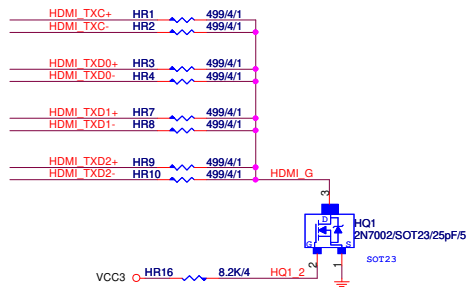 HDMI_TXC+ HR1 499/4/1
HDMI_TXC- HR2 499/4/1
HDMI_TXD0+ HR3 499/4/1
HDMI_TXD0- HR4 499/4/1
HDMI_TXD1+ HR7 499/4/1
HDMI_TXD1- HR8 499/4/1
HDMI_TXD2+ HR9 499/4/1
HDMI_TXD2- HR10 499/4/1 HDMI_G
3
D
HQ1
2N7002/SOT23/25pF/5
G S
SOT23
2 1
VCC3 HR16 8.2K/4 HQ1_2